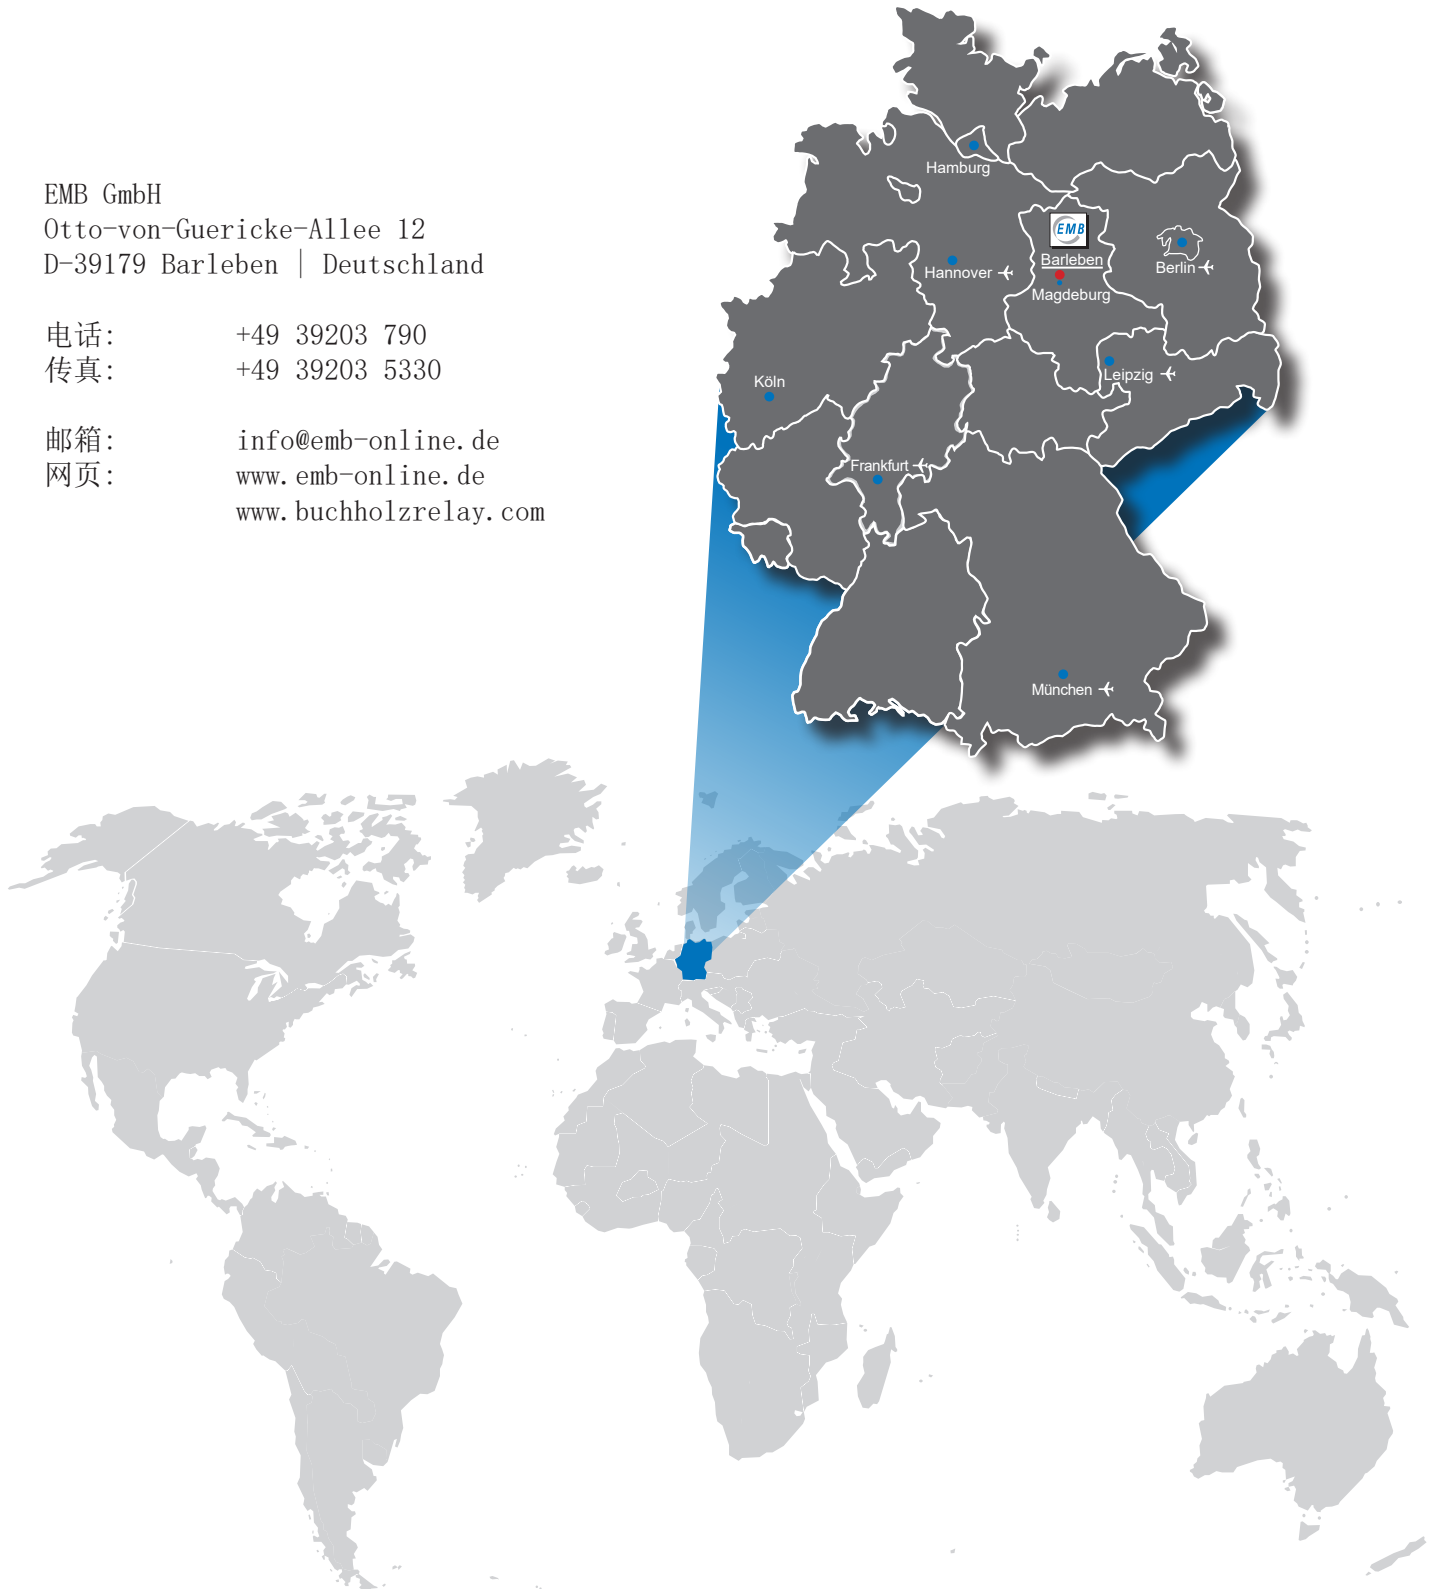 EMB GmbH
Otto-von-Guericke-Allee 12
D-39179 Barleben | Deutschland
电话: +49 39203 790
传真: +49 39203 5330
邮箱: info@emb-online.de
网页: www.emb-online.de
www.buchholzrelay.com
Hamburg
EMB
Barleben
Hannover
Berlin
Magdeburg
Leipzig
Köln
Frankfurt
München